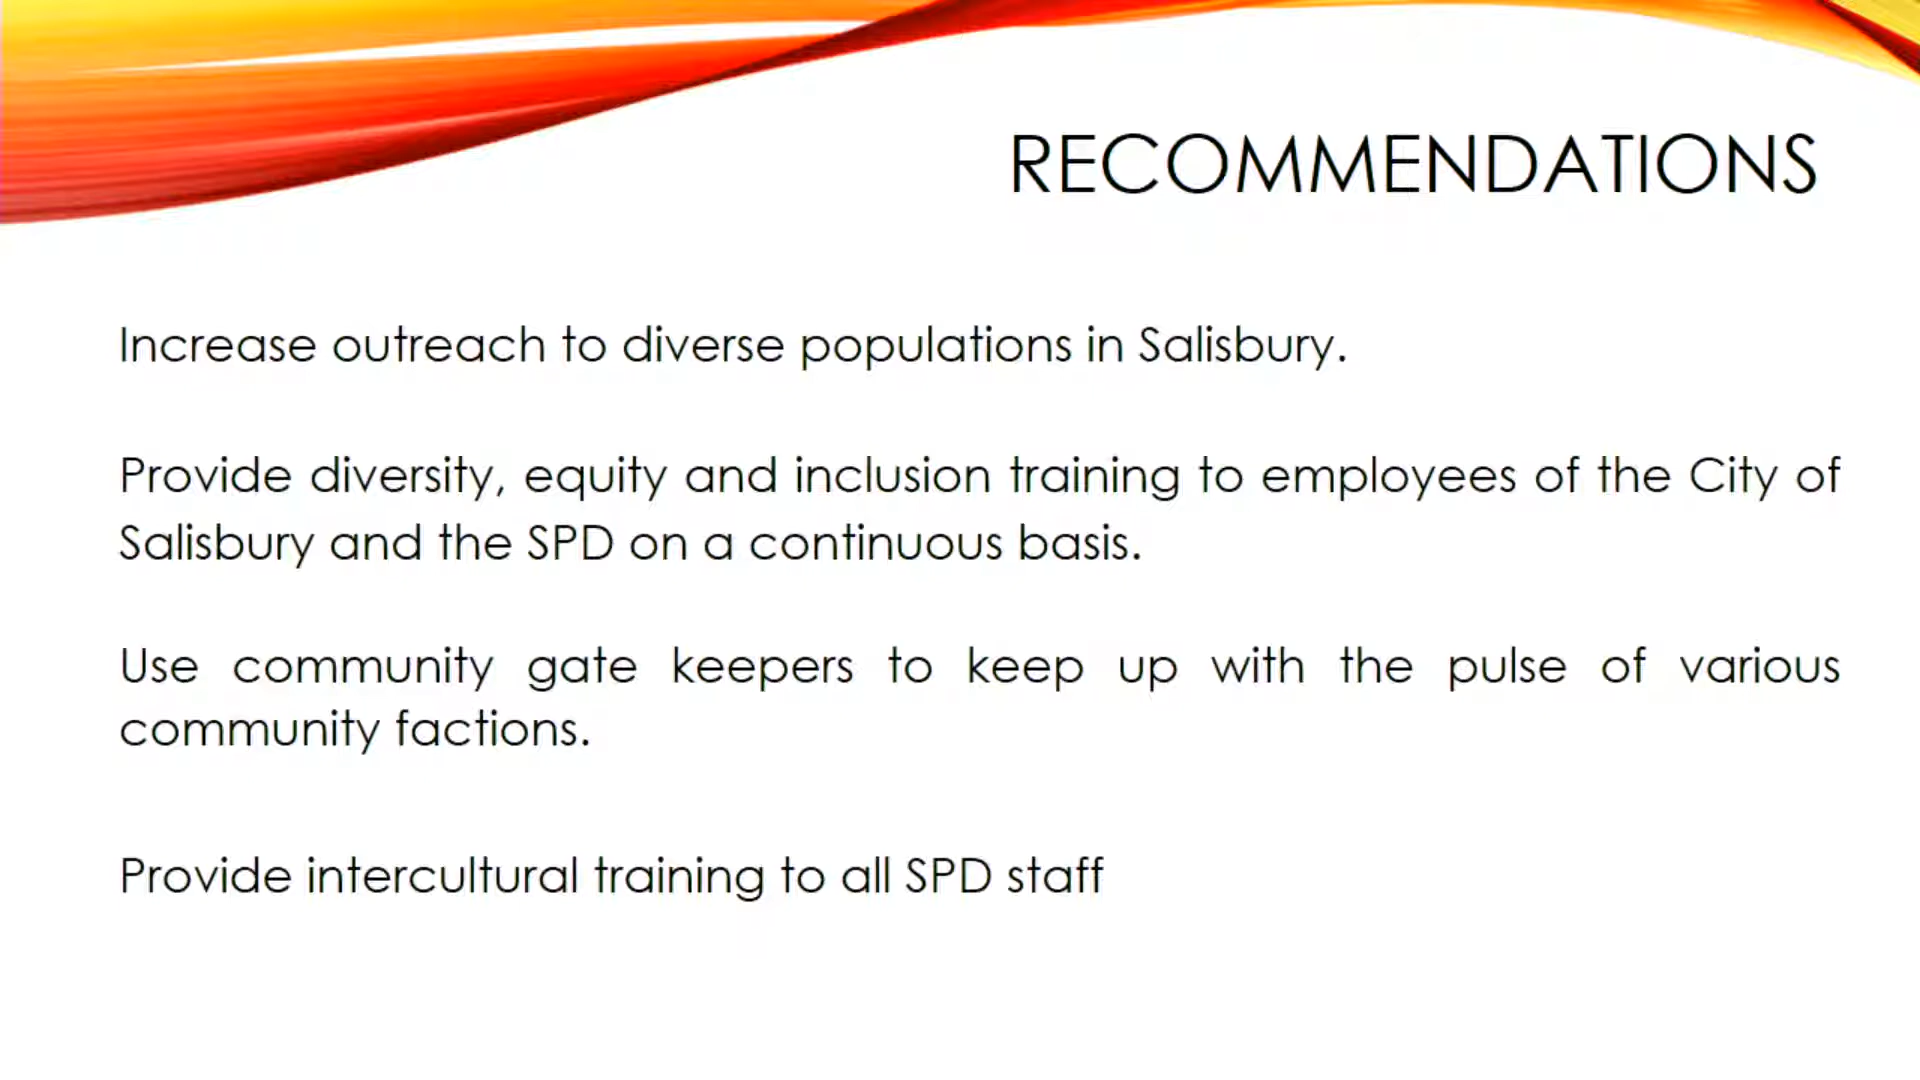 RECOMMENDATIONS
Increase outreach to diverse populations in Salisbury.
Provide diversity, equity and inclusion training to employees of the City of
Salisbury and the SPD on a continuous basis.
Use community gate keepers to keep up with the pulse of various
community factions.
Provide intercultural training to all SPD staff